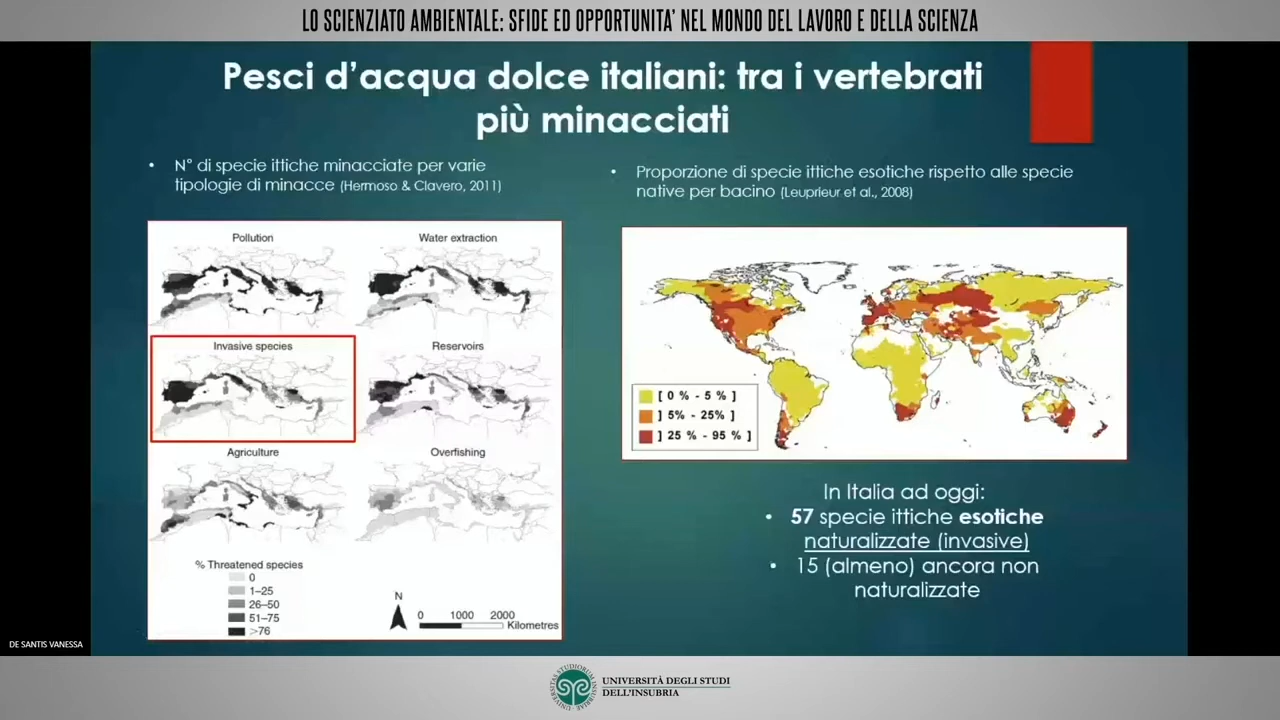 LO SCIENZIATO AMBIENTALE: SFIDE ED OPPORTUNITA' NEL MONDO DEL LAVORO E DELLA SCIENZA
Pesci d'acqua dolce italiani: tra i vertebrati
più minacciati
• N° di specie ittiche minacciate per varie
tipologie di minacce (Hermoso & Clavero, 2011)
Pollution
Water extraction
Invasive species
Reservoirs
Agriculture
Overfishing
% Threatened species
0
1–25
26–50
51–75
>76
N
0 1000 2000
Kilometres
• Proporzione di specie ittiche esotiche rispetto alle specie
native per bacino (Leuprieur et al., 2008)
[ 0 % - 5 % ]
] 5% - 25% ]
] 25 % - 95 % ]
In Italia ad oggi:
• 57 specie ittiche esotiche
naturalizzate (invasive)
• 15 (almeno) ancora non
naturalizzate
DE SANTIS VANESSA
UNIVERSITÀ DEGLI STUDI
DELL'INSUBRIA